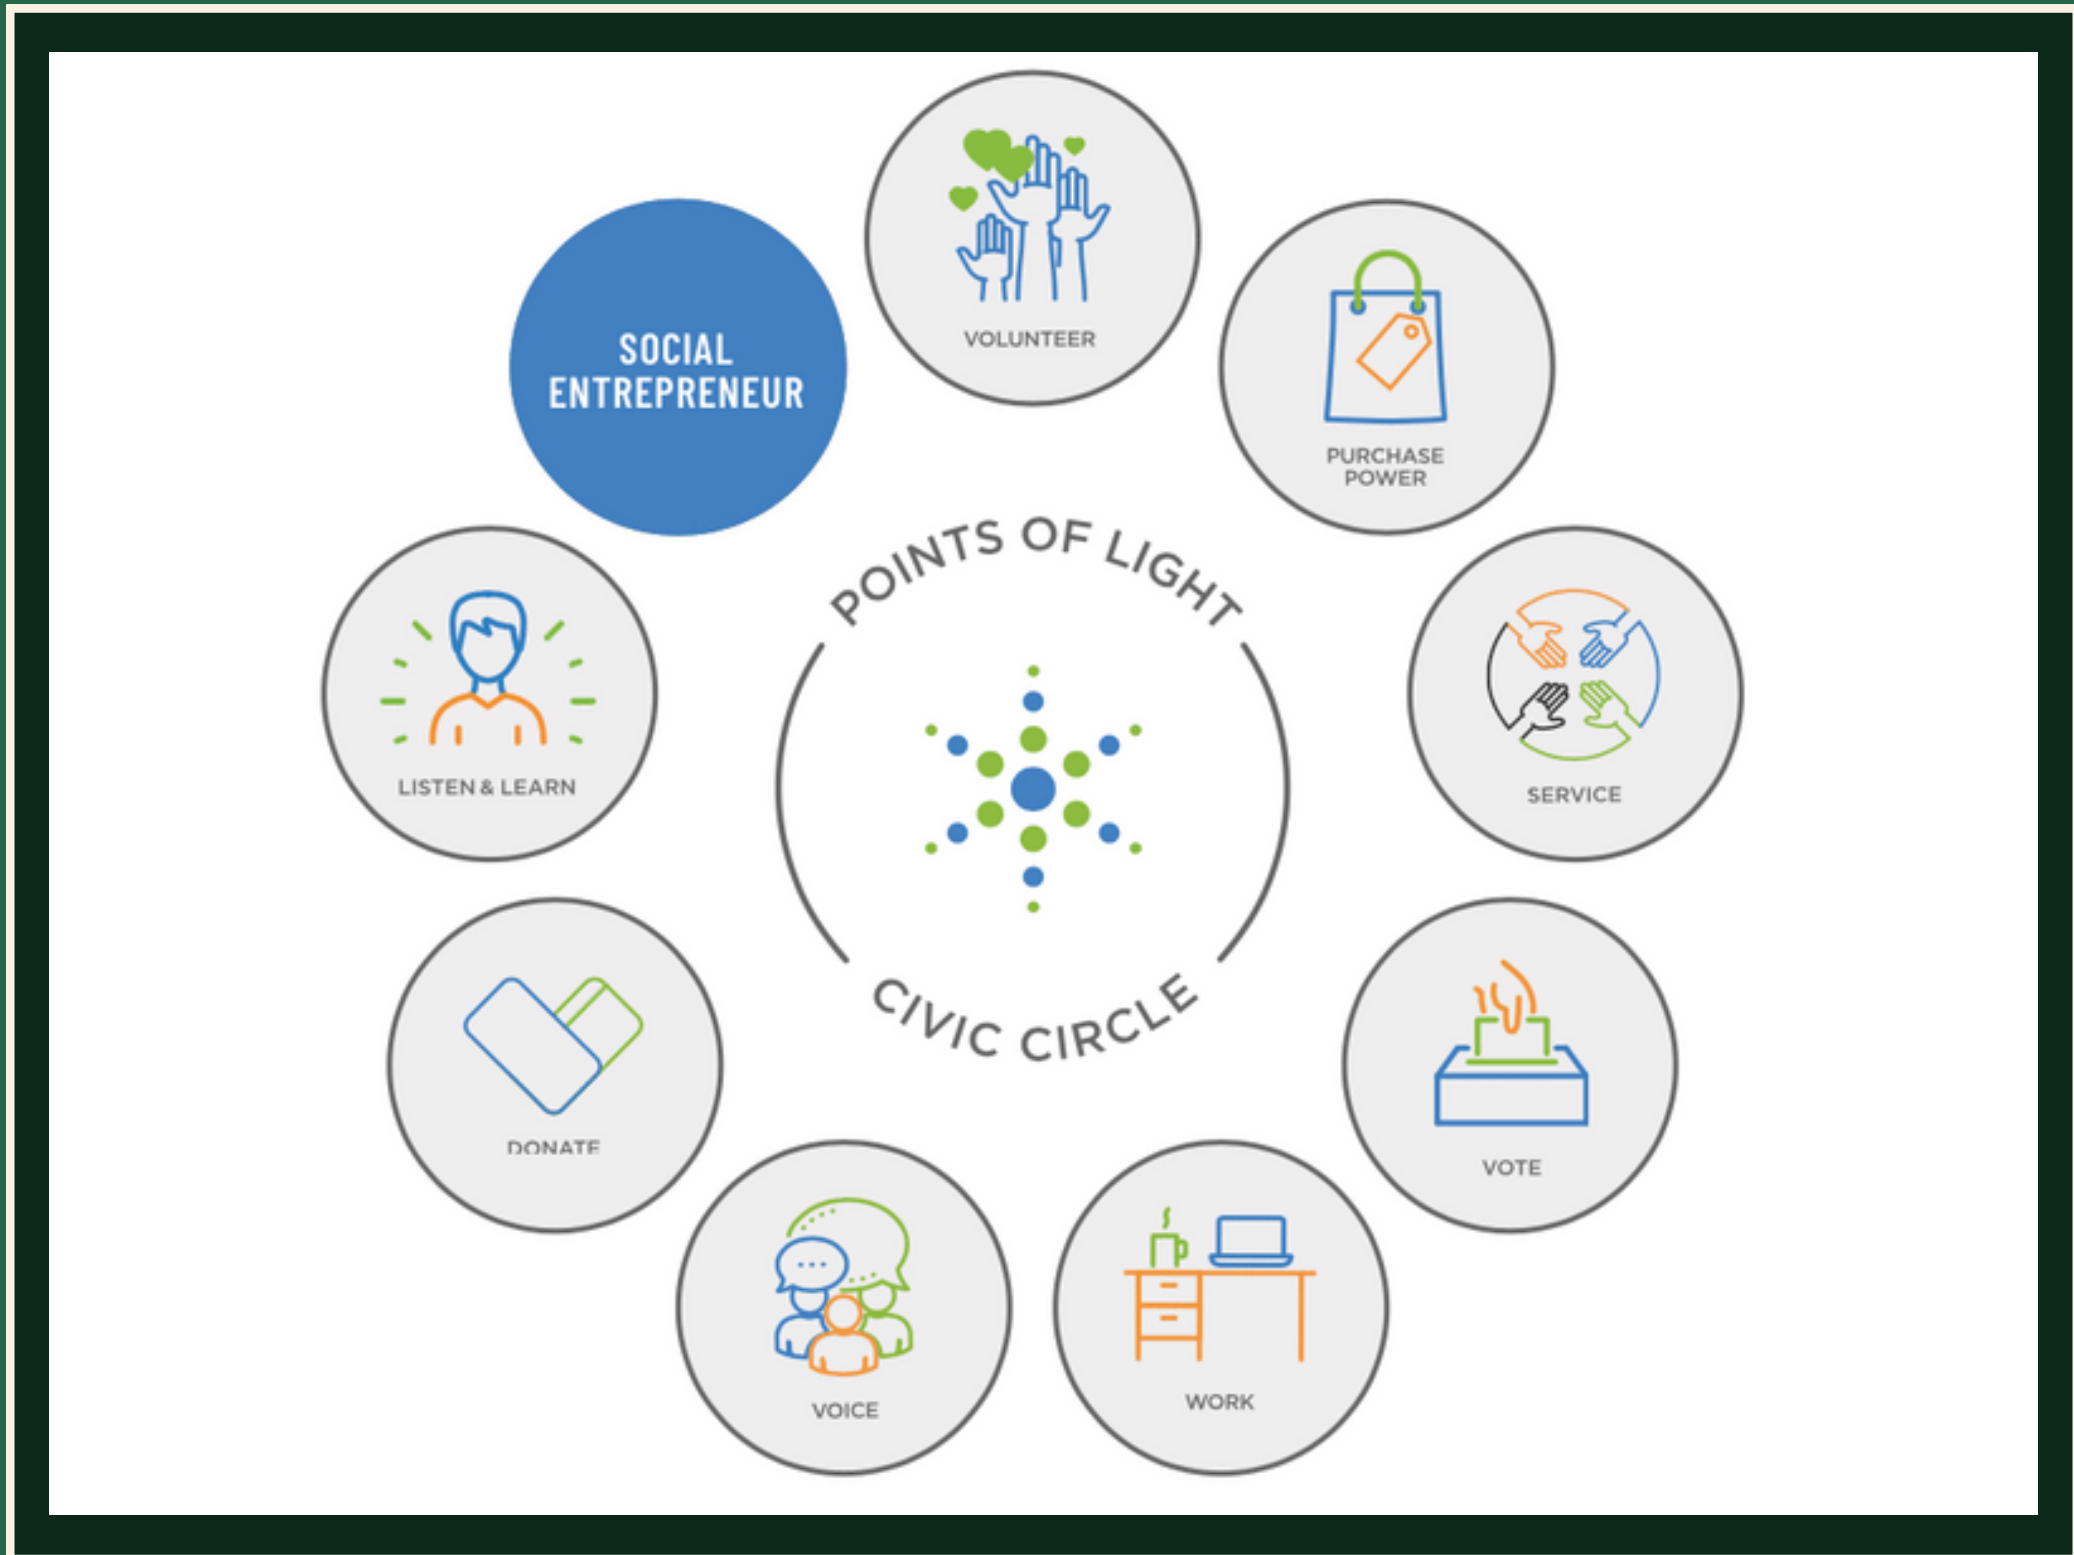 VOLUNTEER
SOCIAL
ENTREPRENEUR
PURCHASE
POWER
POINTS OF LIGHT
LISTEN & LEARN
SERVICE
CIVIC CIRCLE
DONATE
VOTE
VOICE
WORK